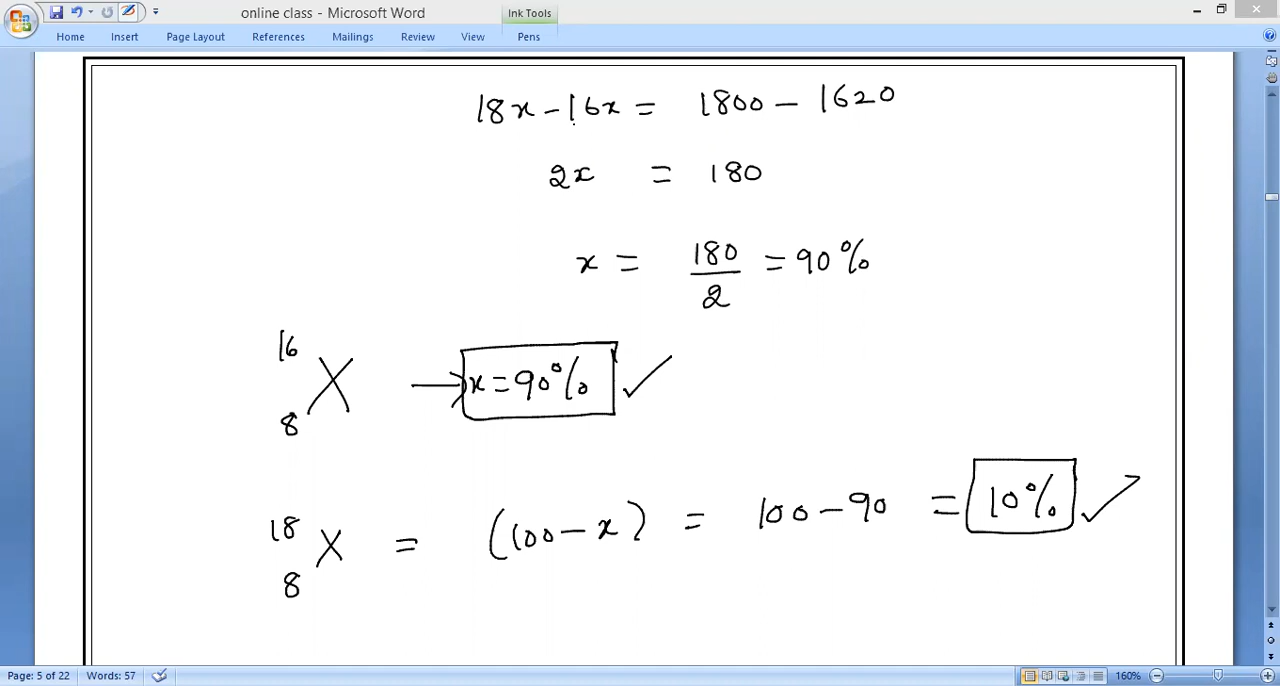 online class - Microsoft Word
Ink Tools
Home Insert Page Layout References Mailings Review View Pens
18x - 16x = 1800 - 1620
2x = 180
x = 180/2 = 90%
16
X → x = 90% ✓
8
18
X = (100 - x) = 100 - 90 = 10% ✓
8
Page: 5 of 22 Words: 57 160%